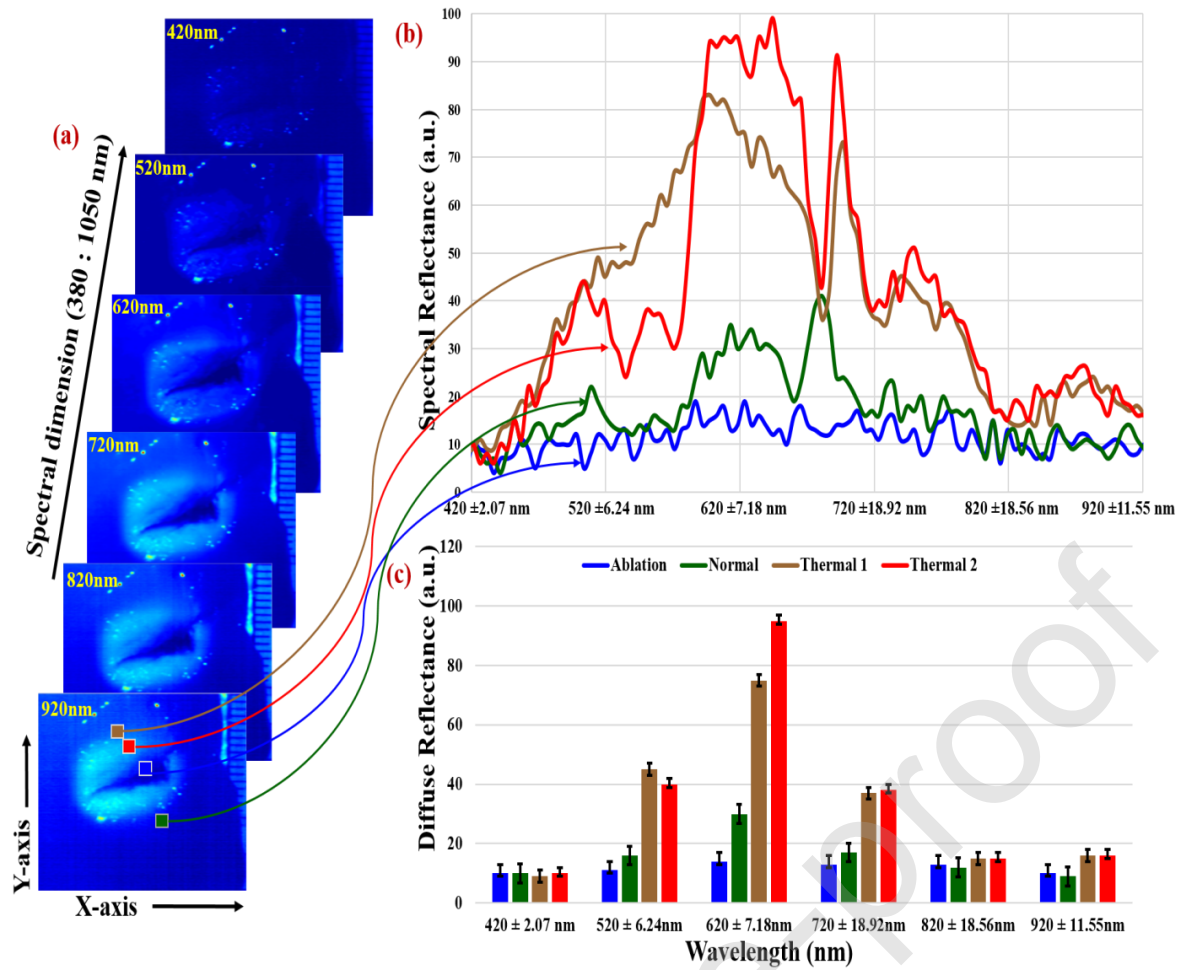 (a)
420nm
520nm
620nm
720nm
820nm
920nm
Spectral dimension (380 : 1050 nm)
Y-axis
X-axis
(b)
Spectral Reflectance (a.u.)
100
90
80
70
60
50
40
30
20
10
0
420 ±2.07 nm 520 ±6.24 nm 620 ±7.18 nm 720 ±18.92 nm 820 ±18.56 nm 920 ±11.55 nm
(c)
Diffuse Reflectance (a.u.)
Ablation Normal Thermal 1 Thermal 2
120
100
80
60
40
20
0
420 ± 2.07 nm 520 ± 6.24nm 620 ± 7.18nm 720 ± 18.92nm 820 ± 18.56nm 920 ± 11.55nm
Wavelength (nm)
-proof